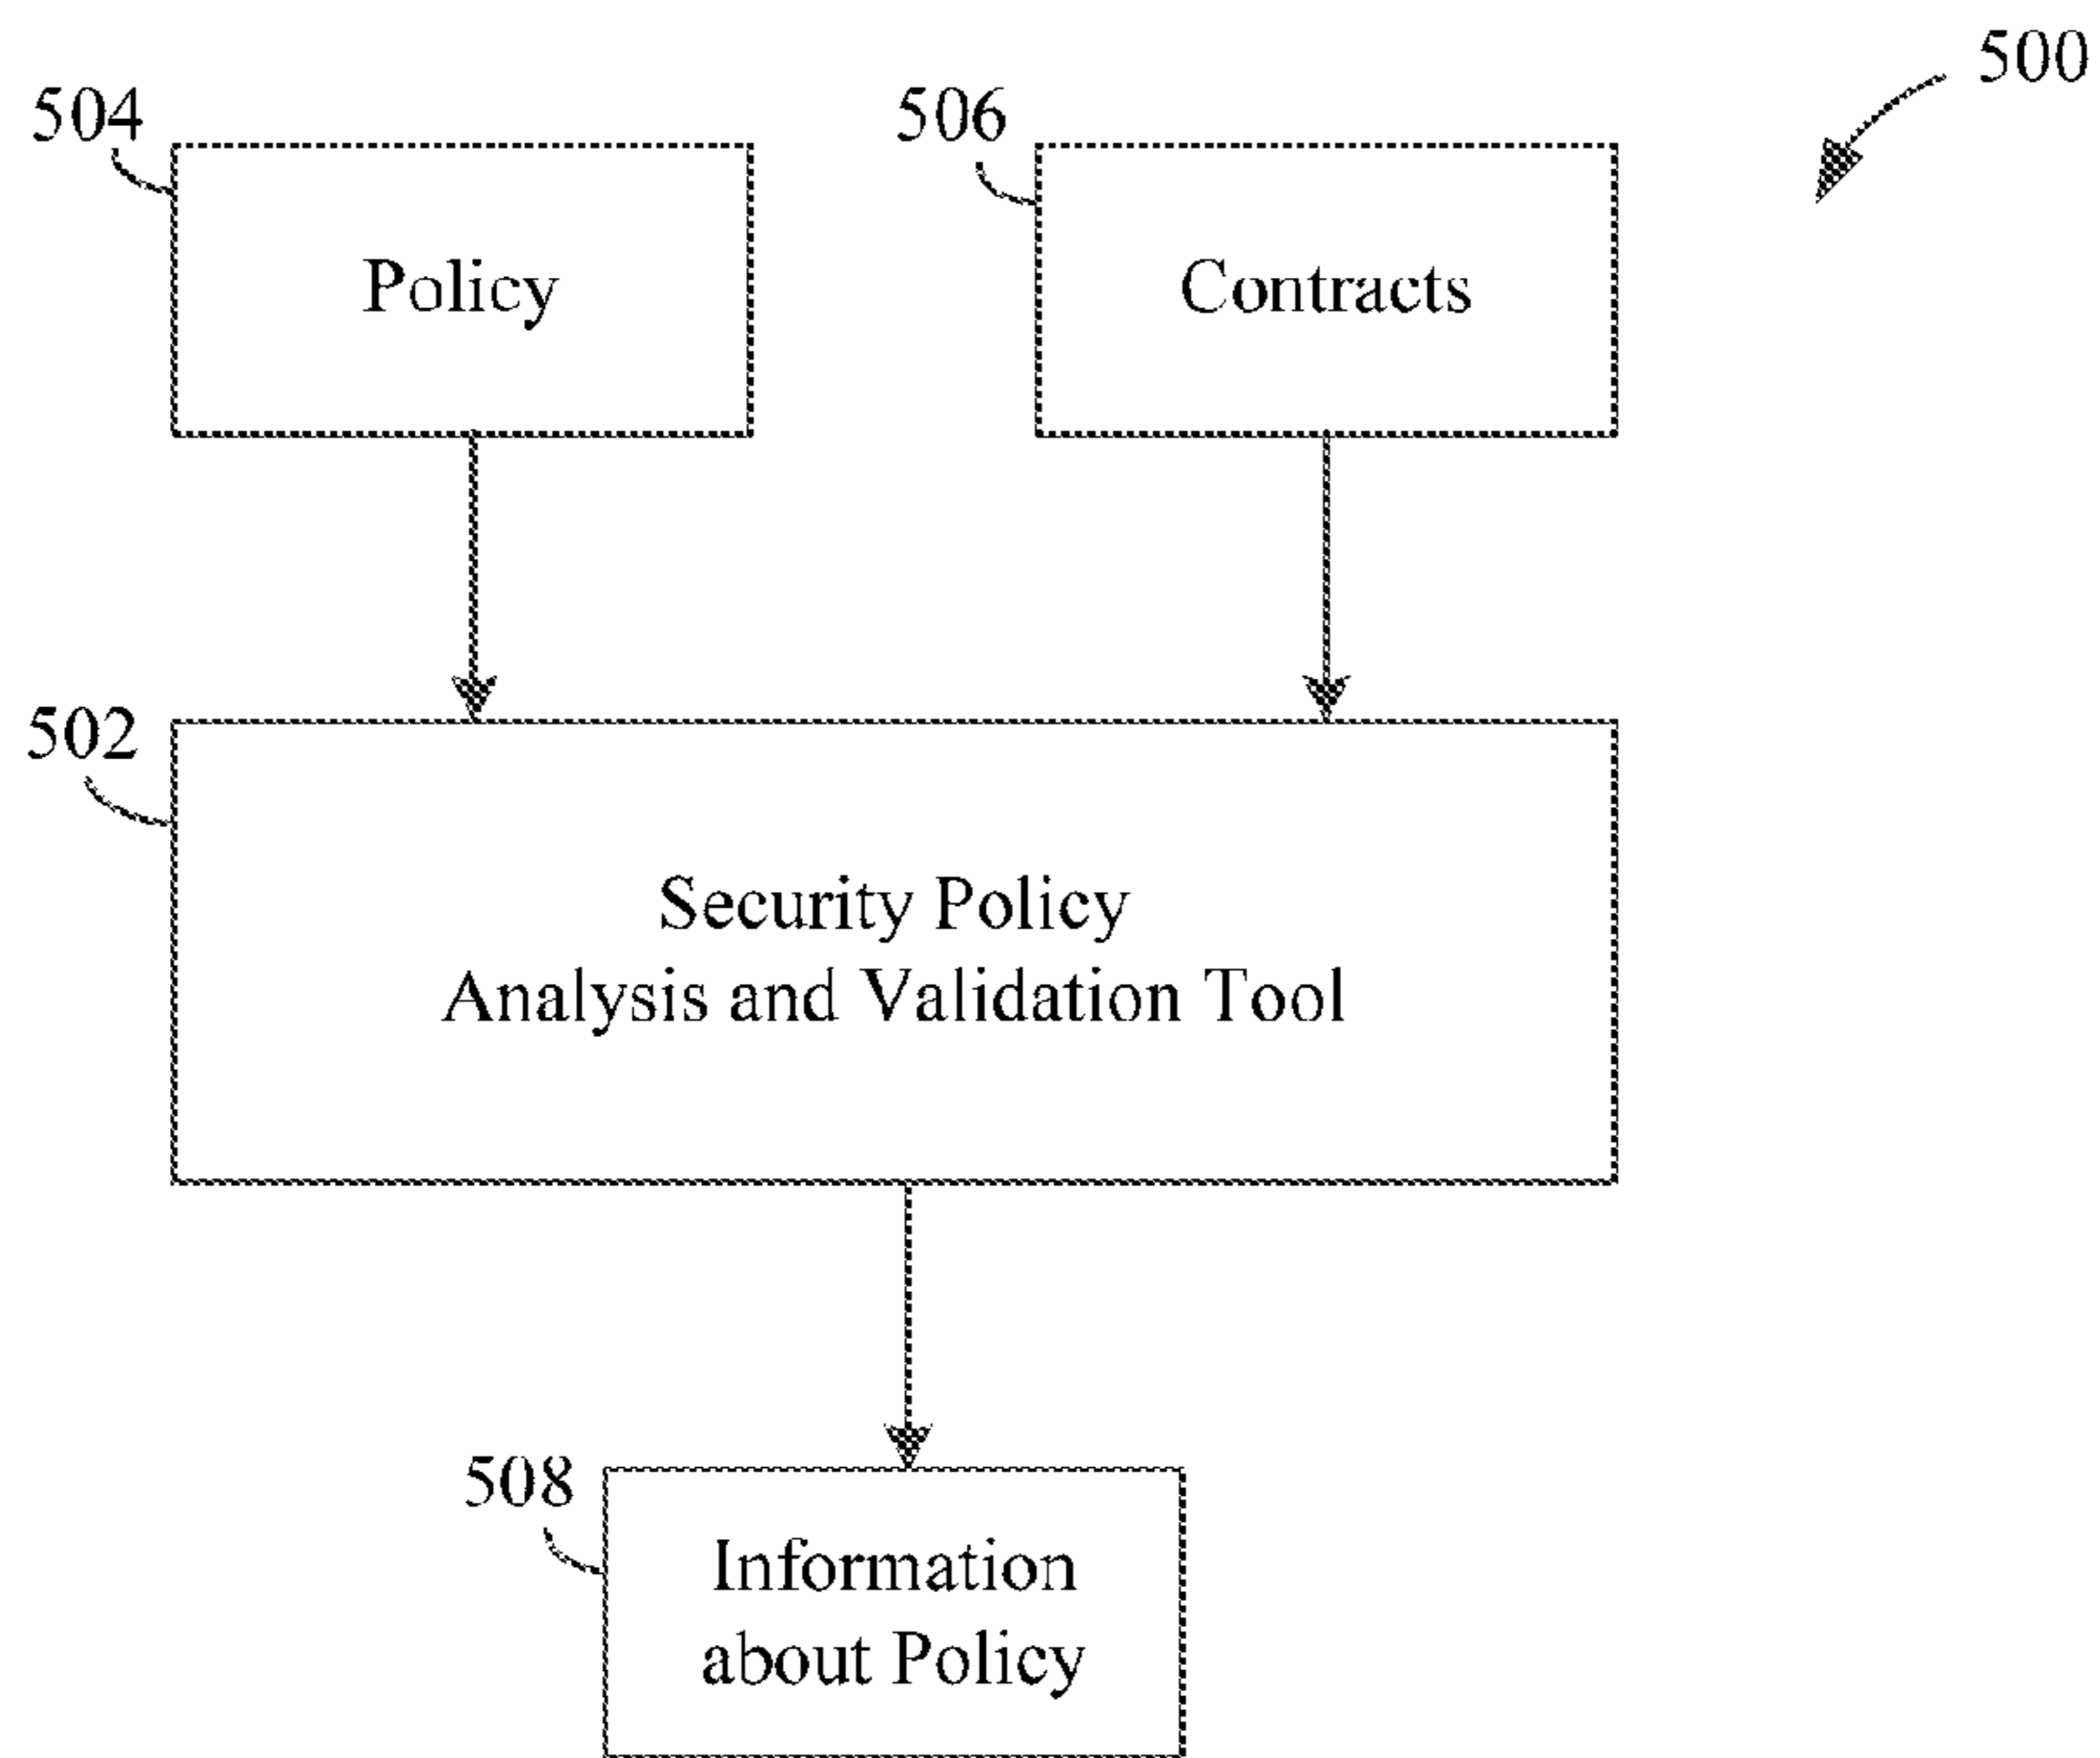 500
504
506
Policy
Contracts
502
Security Policy
Analysis and Validation Tool
508
Information
about Policy